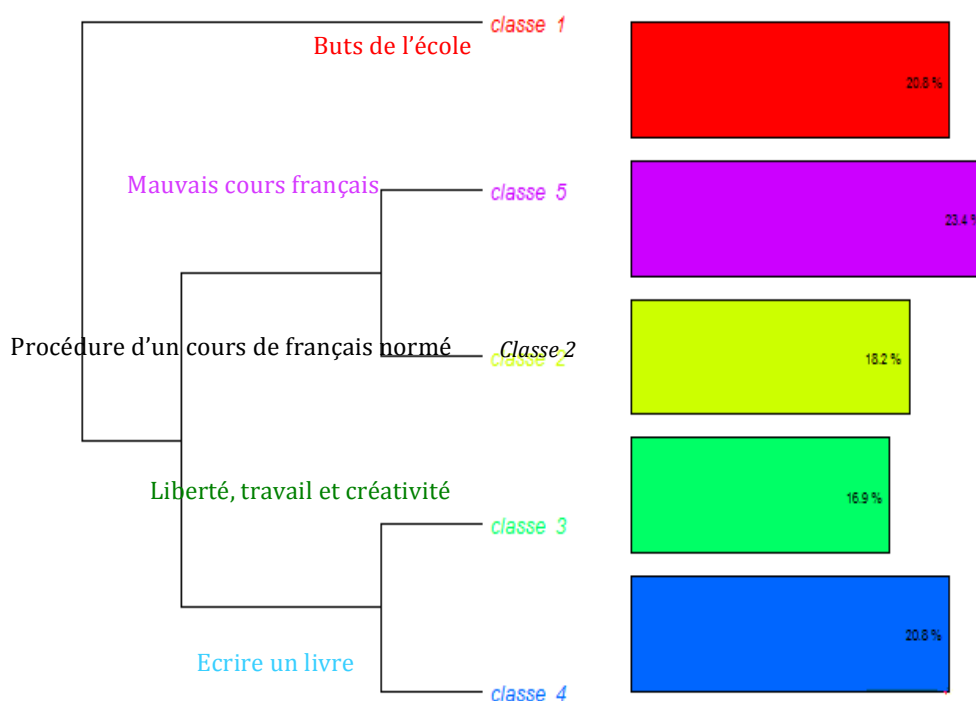 classe 1
Buts de l’école
20.8 %
Mauvais cours français
classe 5
23.4 %
Procédure d’un cours de français normé
Classe 2
classe 2
18.2 %
Liberté, travail et créativité
classe 3
16.9 %
20.8 %
Ecrire un livre
classe 4